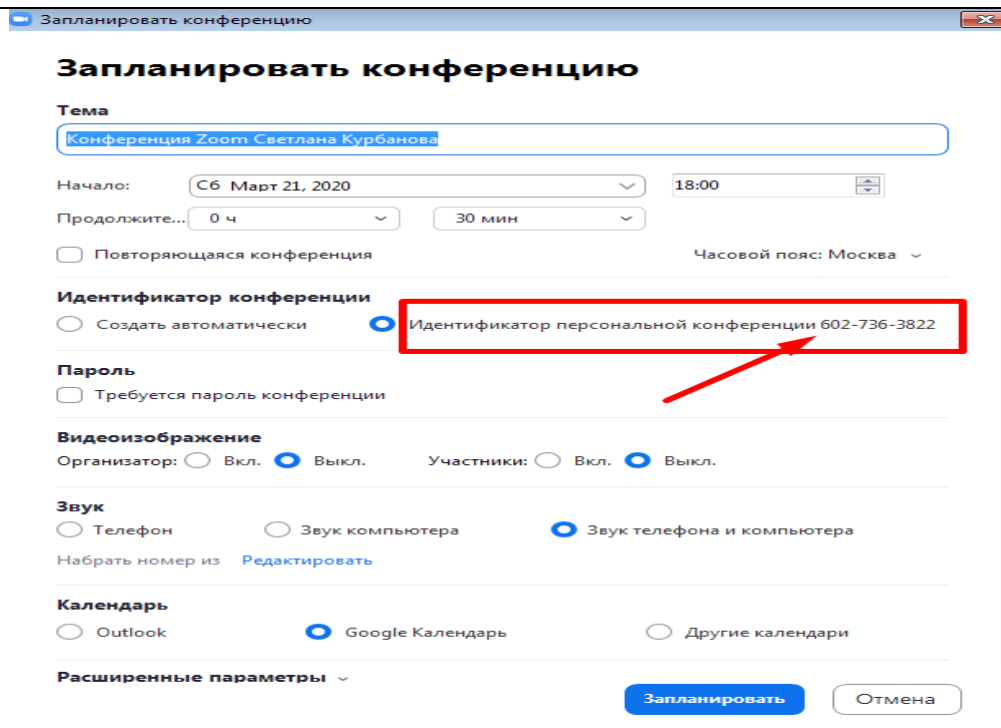 Запланировать конференцию
Запланировать конференцию
Тема
Конференция Zoom Светлана Курбанова
Начало: Сб Март 21, 2020 18:00
Продолжите... 0 ч 30 мин
Повторяющаяся конференция Часовой пояс: Москва
Идентификатор конференции
Создать автоматически Идентификатор персональной конференции 602-736-3822
Пароль
Требуется пароль конференции
Видеоизображение
Организатор: Вкл. Выкл. Участники: Вкл. Выкл.
Звук
Телефон Звук компьютера Звук телефона и компьютера
Набрать номер из Редактировать
Календарь
Outlook Google Календарь Другие календари
Расширенные параметры
Запланировать Отмена